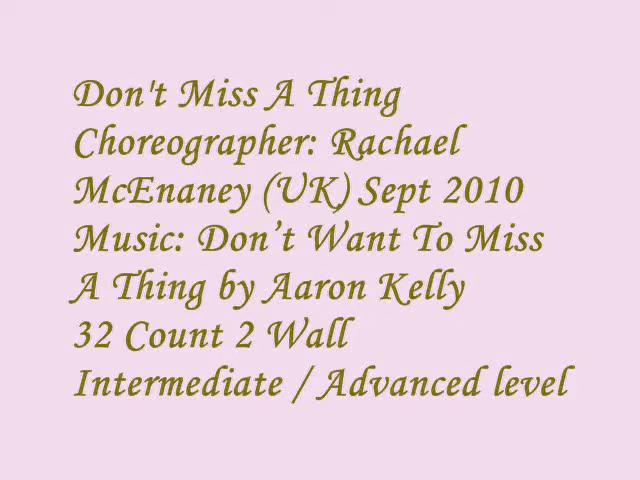 Don't Miss A Thing
Choreographer: Rachael
McEnaney (UK) Sept 2010
Music: Don’t Want To Miss
A Thing by Aaron Kelly
32 Count 2 Wall
Intermediate / Advanced level